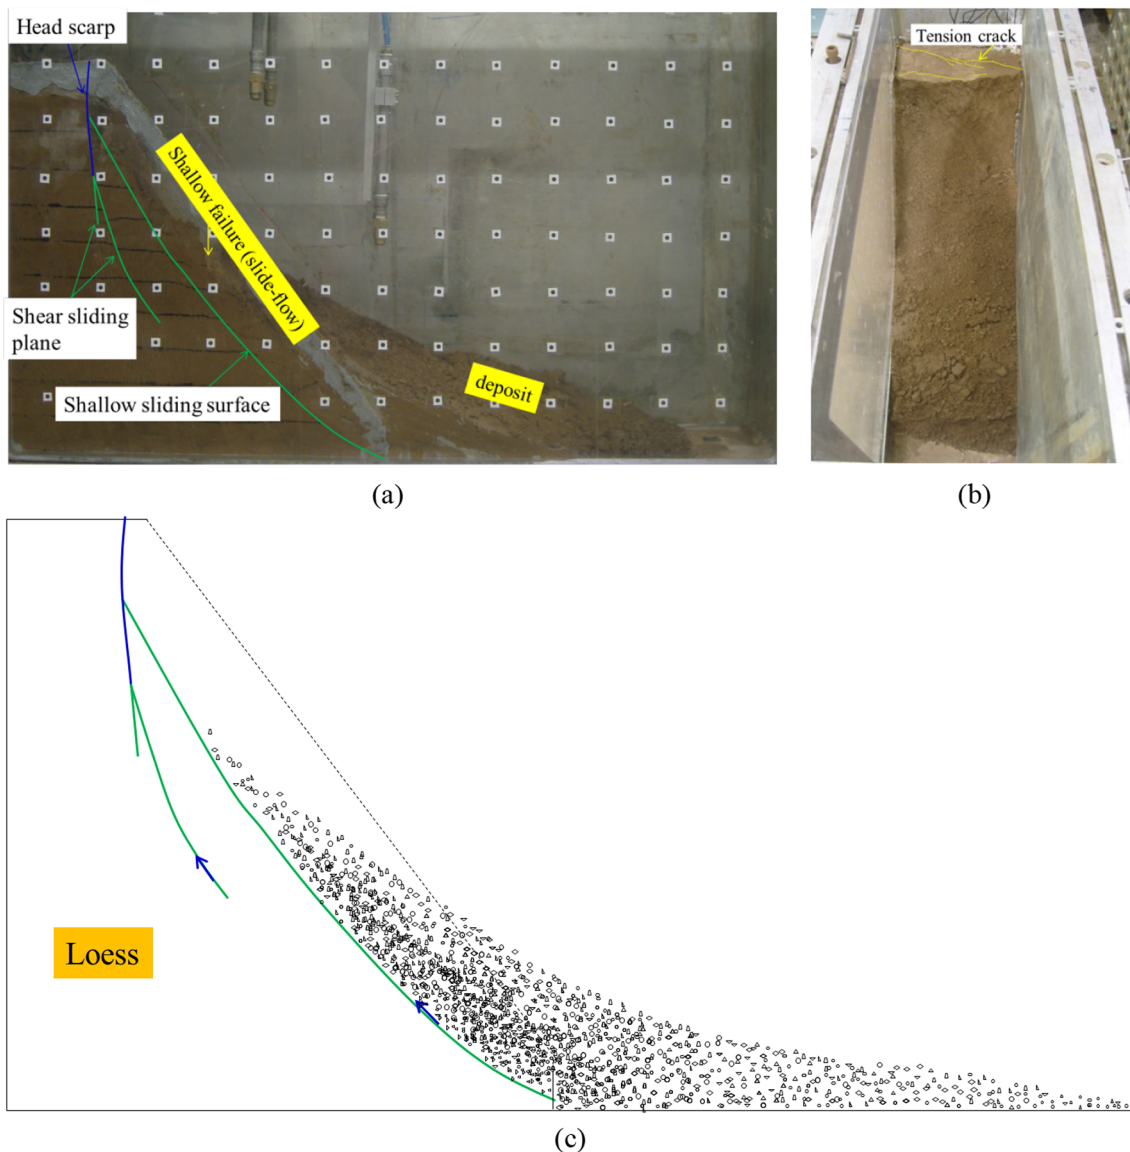 Head scarp
Tension crack
Shallow failure (slide-flow)
Shear sliding
plane
deposit
Shallow sliding surface
(a)
(b)
Loess
(c)